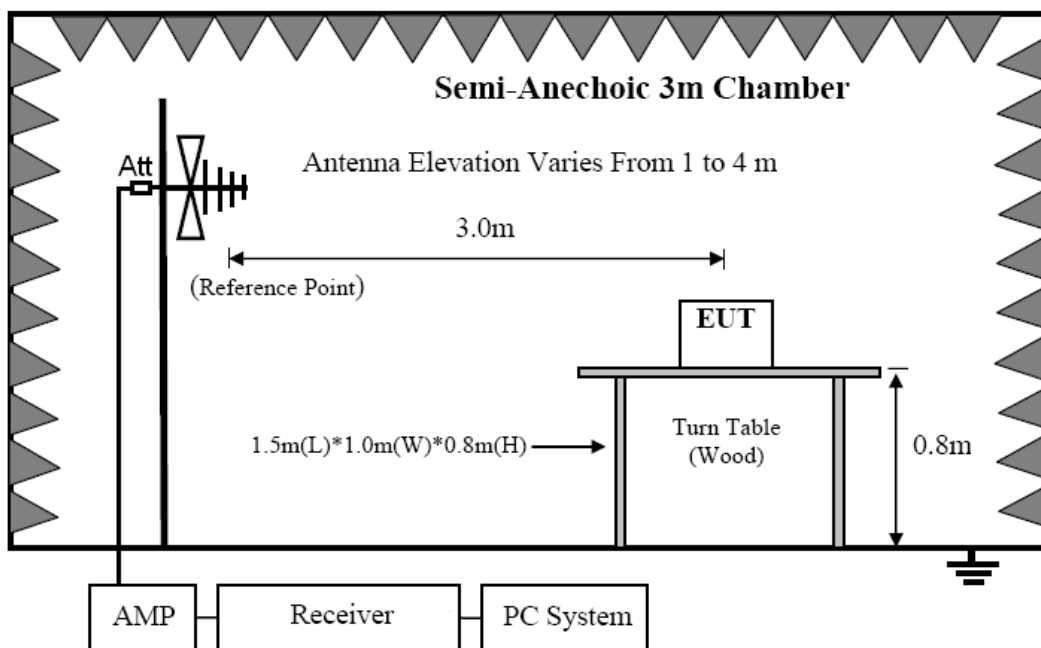 Semi-Anechoic 3m Chamber
Att
Antenna Elevation Varies From 1 to 4 m
3.0m
(Reference Point)
EUT
1.5m(L)*1.0m(W)*0.8m(H)
Turn Table
(Wood)
0.8m
AMP
Receiver
PC System